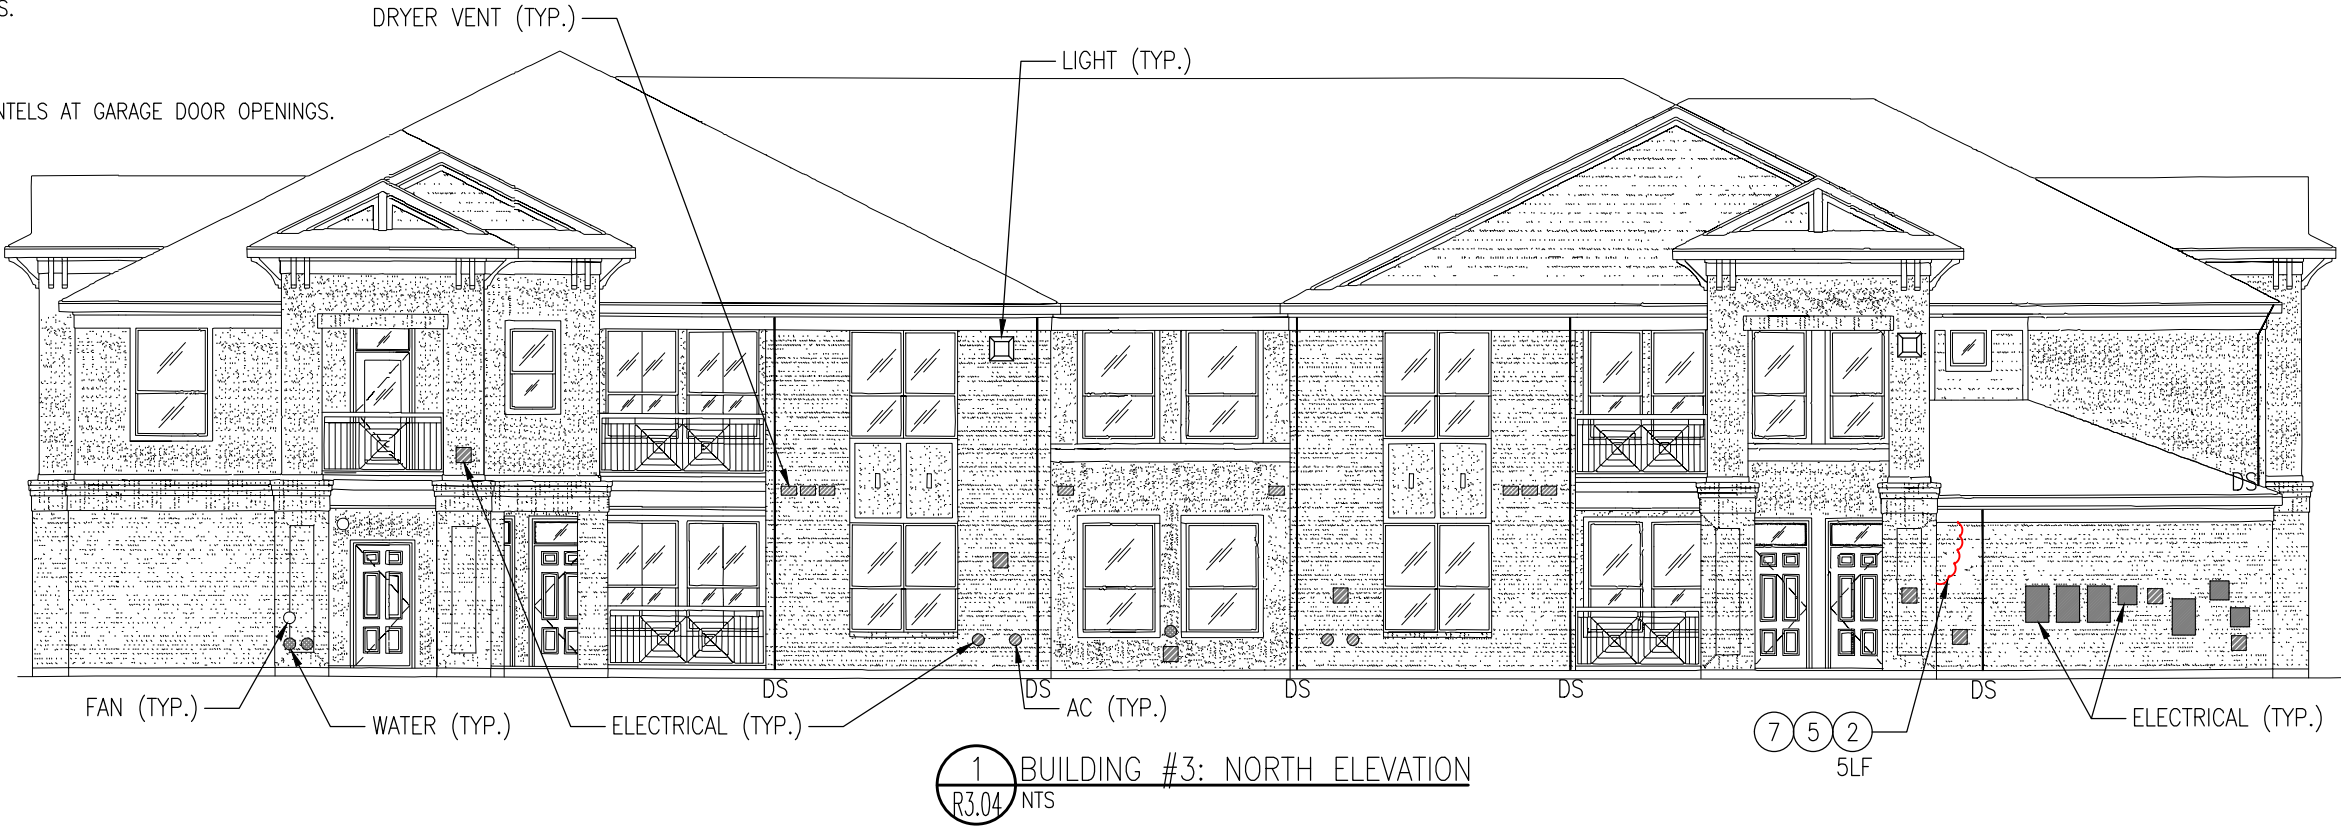 S.
DRYER VENT (TYP.)
LIGHT (TYP.)
NTELS AT GARAGE DOOR OPENINGS.
DS
DS
DS
DS
DS
DS
FAN (TYP.)
WATER (TYP.)
ELECTRICAL (TYP.)
AC (TYP.)
7 5 2
5LF
ELECTRICAL (TYP.)
1
BUILDING #3: NORTH ELEVATION
R3.04
NTS